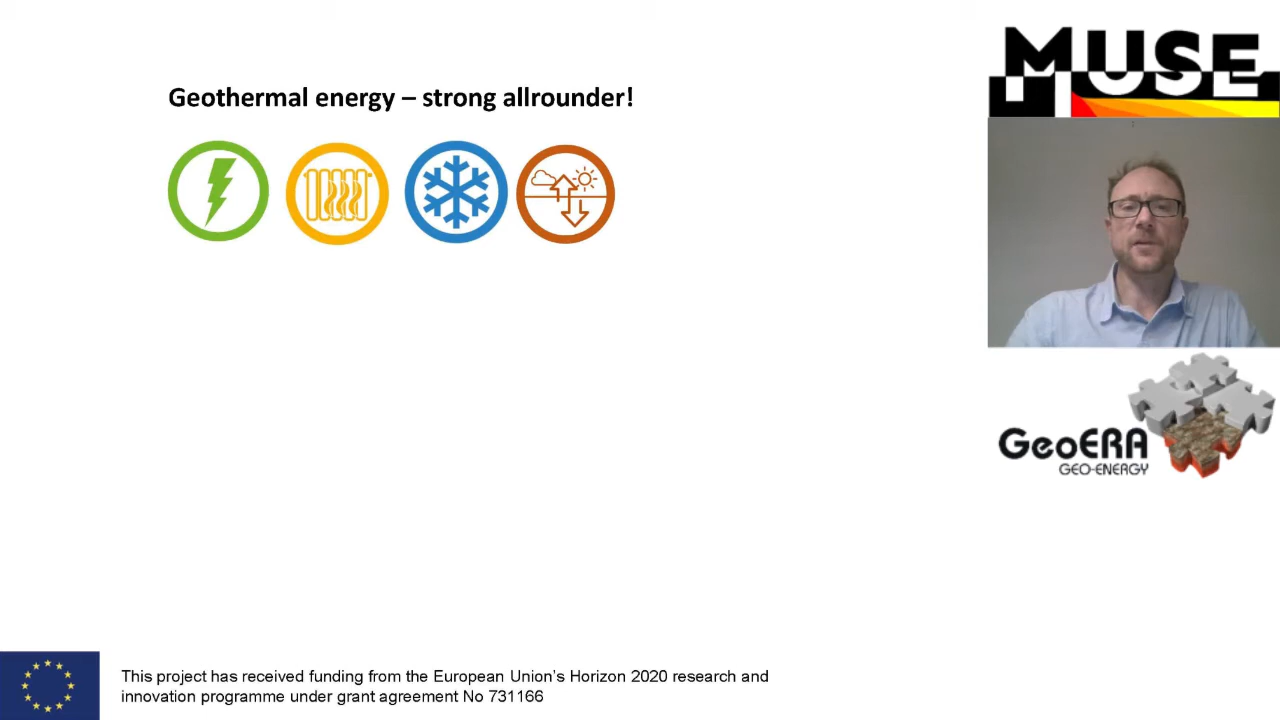 Geothermal energy – strong allrounder!
MUSE
GeoERA
GEO-ENERGY
This project has received funding from the European Union's Horizon 2020 research and
innovation programme under grant agreement No 731166